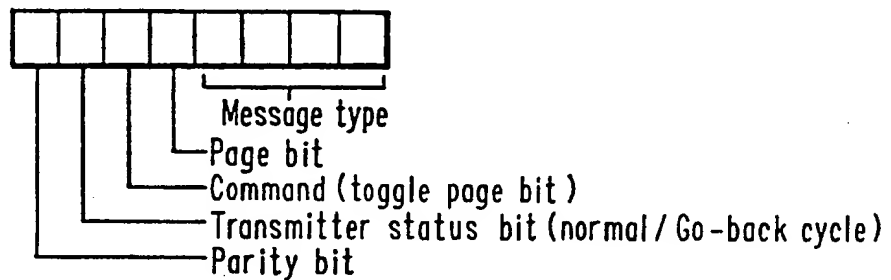 Message type
Page bit
Command (toggle page bit)
Transmitter status bit (normal / Go-back cycle)
Parity bit